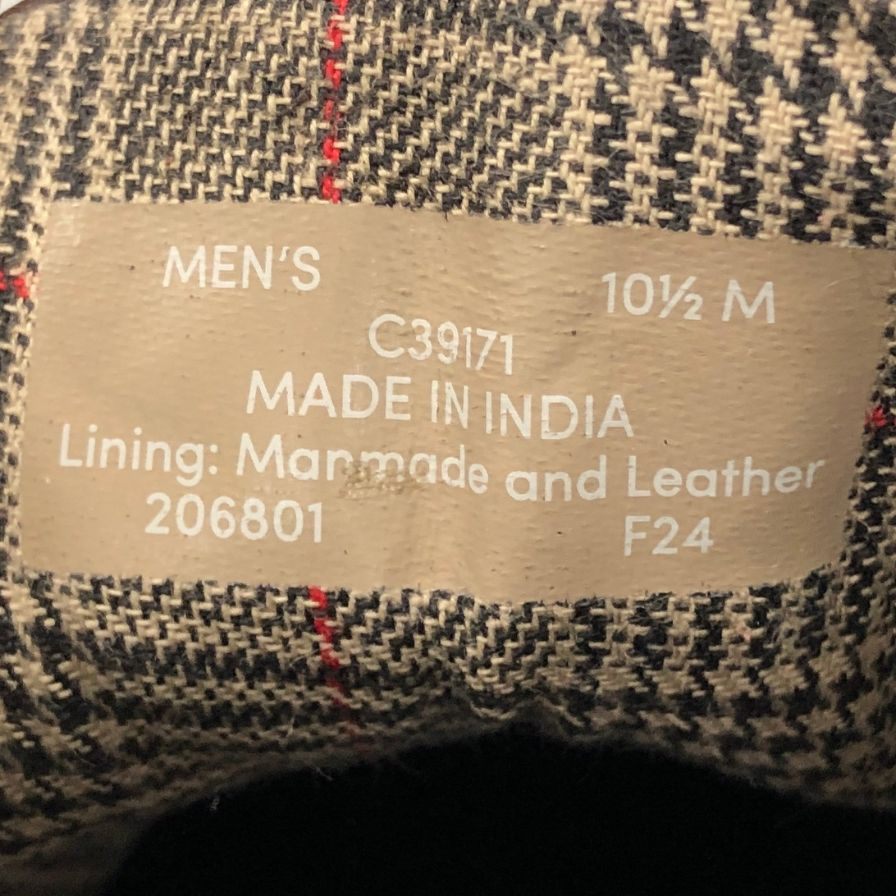 MEN'S 10½ M
C39171
MADE IN INDIA
Lining: Manmade and Leather
206801 F24